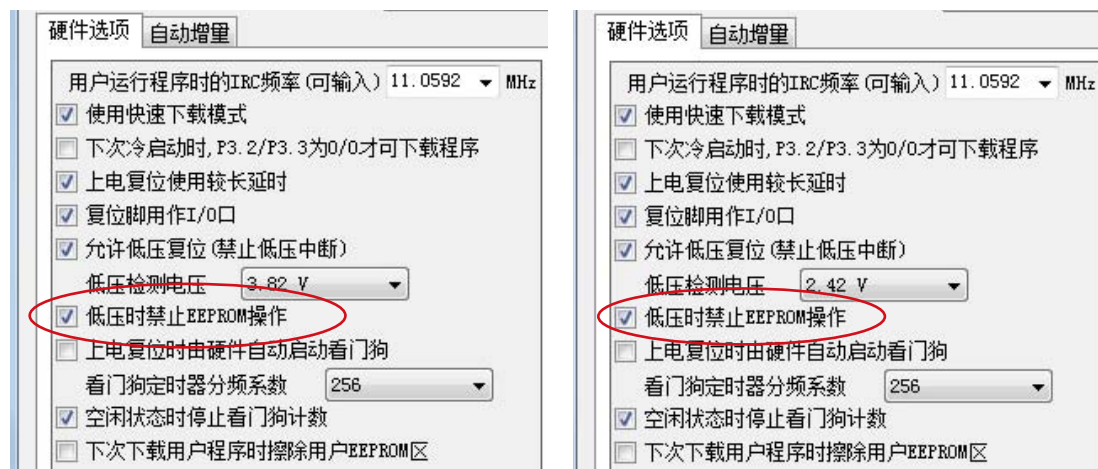 硬件选项 自动增量
用户运行程序时的IRC频率(可输入) 11.0592 MHz
使用快速下载模式
下次冷启动时,P3.2/P3.3为0/0才可下载程序
上电复位使用较长延时
复位脚用作I/O口
允许低压复位(禁止低压中断)
低压检测电压 3.82 V
低压时禁止EEPROM操作
上电复位时由硬件自动启动看门狗
看门狗定时器分频系数 256
空闲状态时停止看门狗计数
下次下载用户程序时擦除用户EEPROM区
硬件选项 自动增量
用户运行程序时的IRC频率(可输入) 11.0592 MHz
使用快速下载模式
下次冷启动时,P3.2/P3.3为0/0才可下载程序
上电复位使用较长延时
复位脚用作I/O口
允许低压复位(禁止低压中断)
低压检测电压 2.42 V
低压时禁止EEPROM操作
上电复位时由硬件自动启动看门狗
看门狗定时器分频系数 256
空闲状态时停止看门狗计数
下次下载用户程序时擦除用户EEPROM区